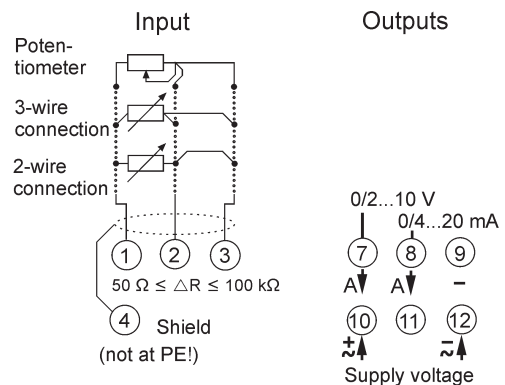 Input
Poten-
tiometer
3-wire
connection
2-wire
connection
1 2 3
50 Ω ≤ △R ≤ 100 kΩ
4
Shield
(not at PE!)
Outputs
0/2...10 V
0/4...20 mA
7 8 9
A A –
10 11 12
+ –
~ ~
Supply voltage